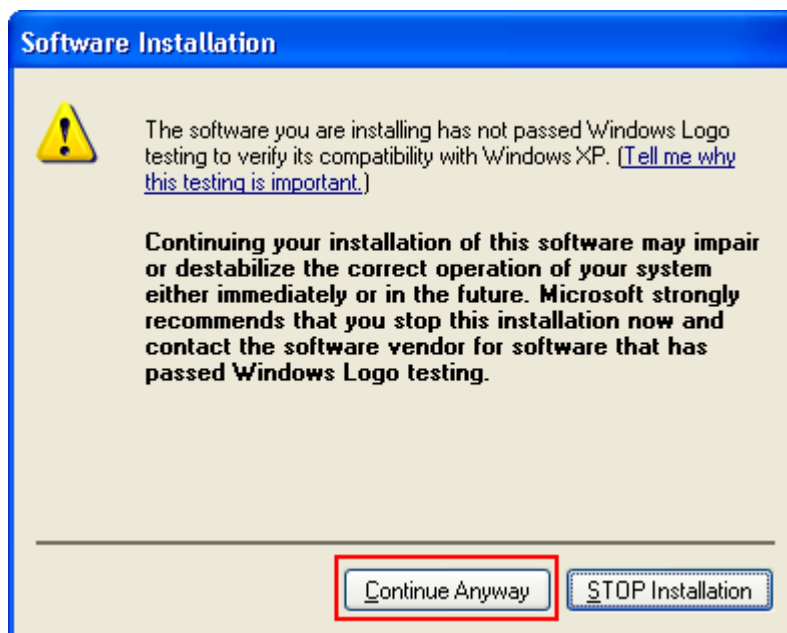 Software Installation
The software you are installing has not passed Windows Logo
testing to verify its compatibility with Windows XP. (Tell me why
this testing is important.)
Continuing your installation of this software may impair
or destabilize the correct operation of your system
either immediately or in the future. Microsoft strongly
recommends that you stop this installation now and
contact the software vendor for software that has
passed Windows Logo testing.
Continue Anyway
STOP Installation